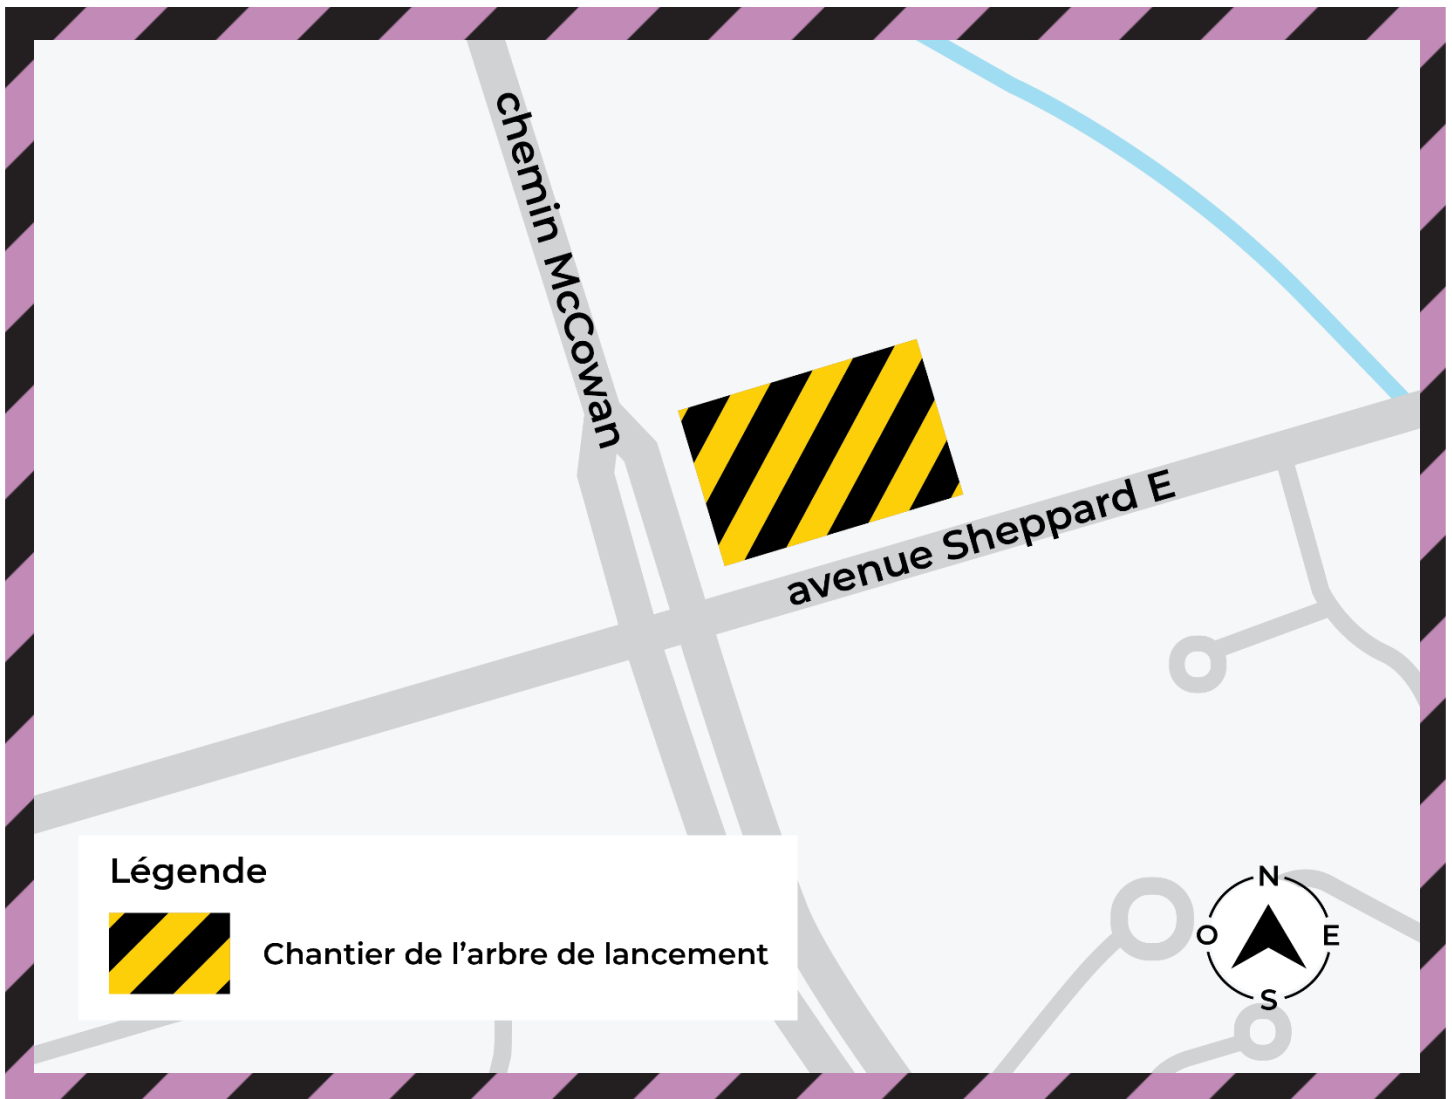 chemin McCowan
avenue Sheppard E
Légende
Chantier de l’arbre de lancement
N
O
E
S